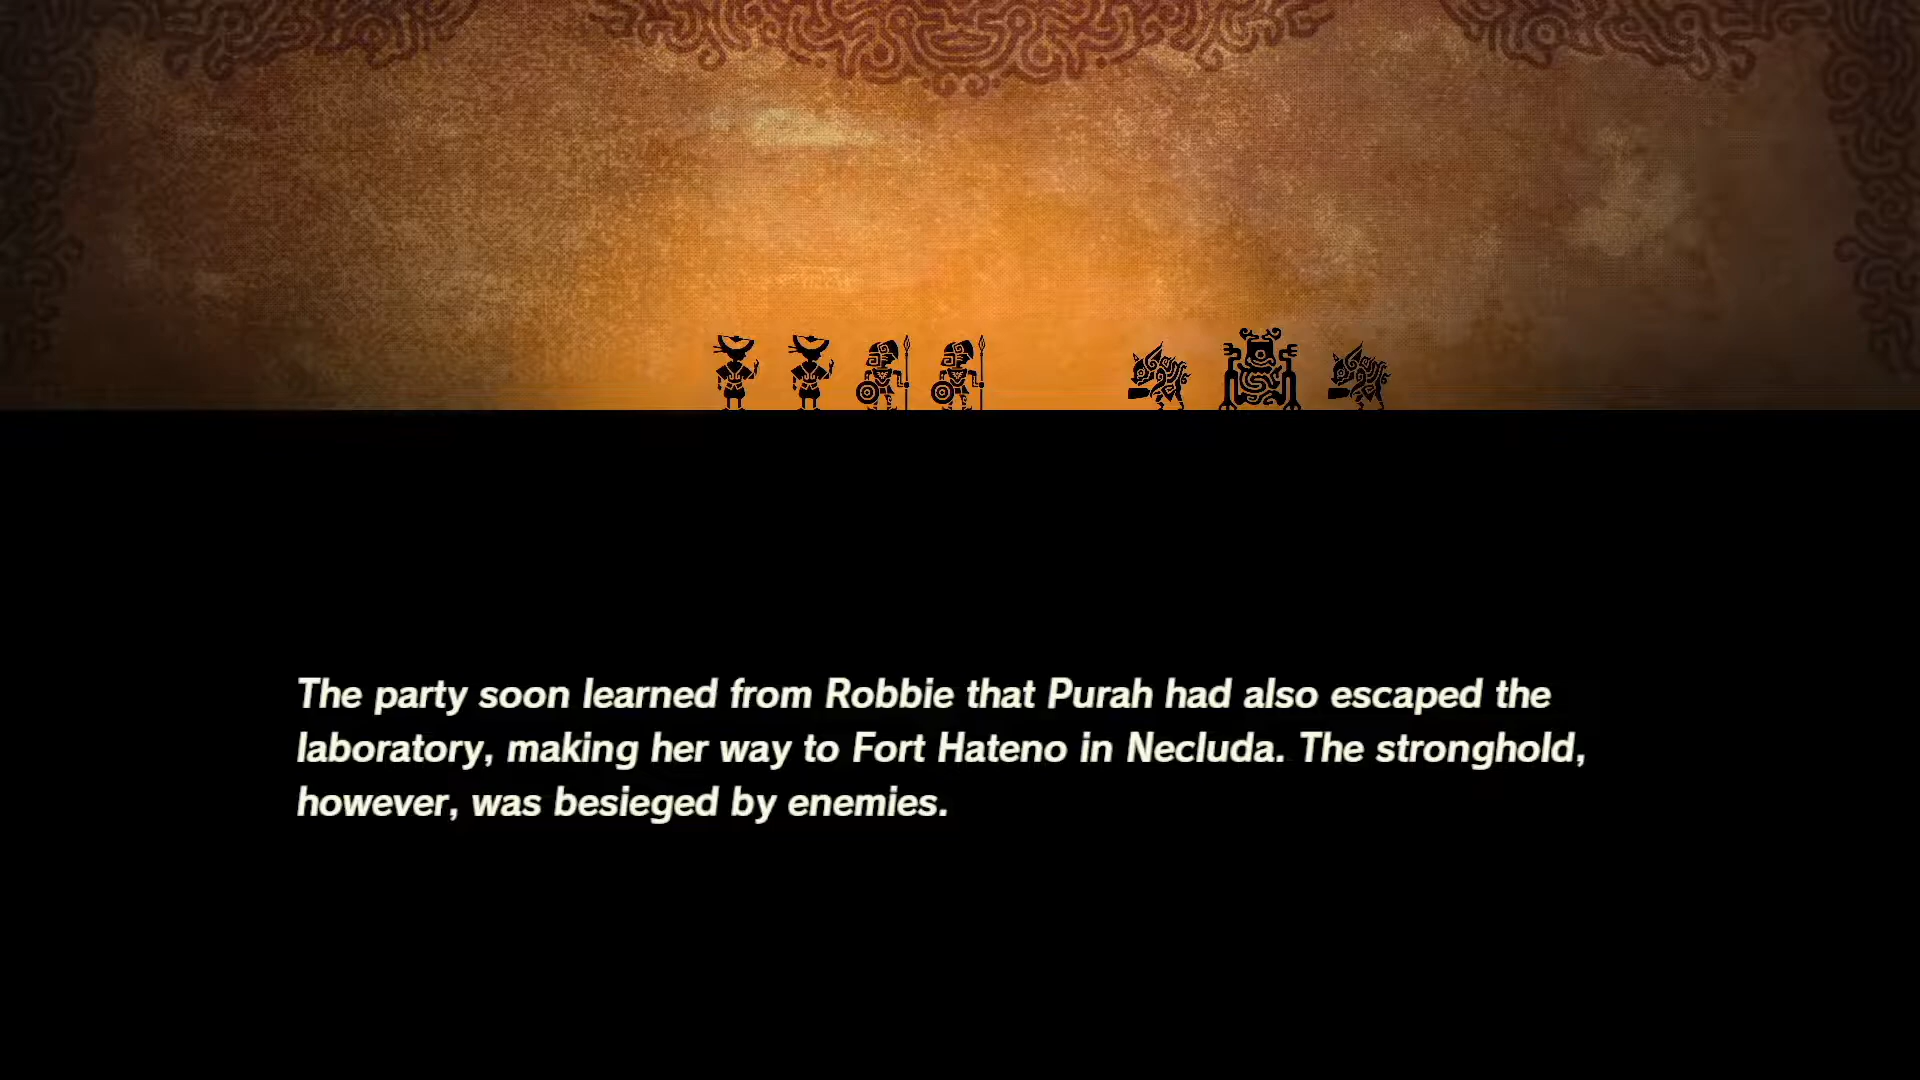 The party soon learned from Robbie that Purah had also escaped the
laboratory, making her way to Fort Hateno in Necluda. The stronghold,
however, was besieged by enemies.